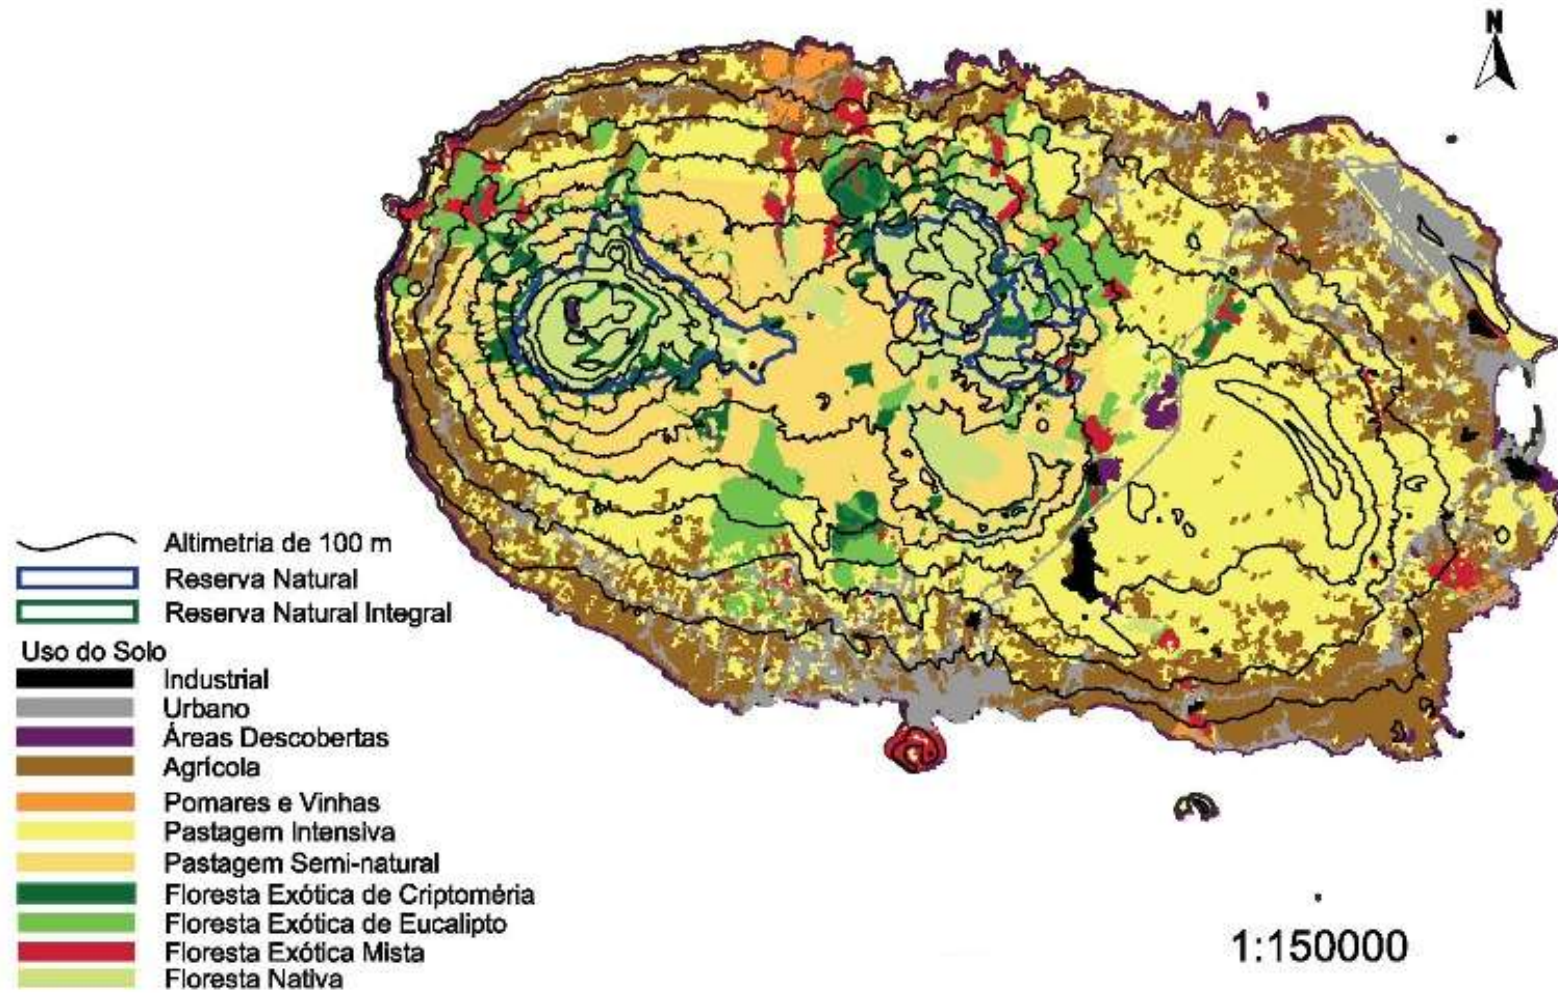 N
Altimetria de 100 m
Reserva Natural
Reserva Natural Integral
Uso do Solo
Industrial
Urbano
Áreas Descobertas
Agrícola
Pomares e Vinhas
Pastagem Intensiva
Pastagem Semi-natural
Floresta Exótica de Criptoméria
Floresta Exótica de Eucalipto
Floresta Exótica Mista
Floresta Nativa
1:150000